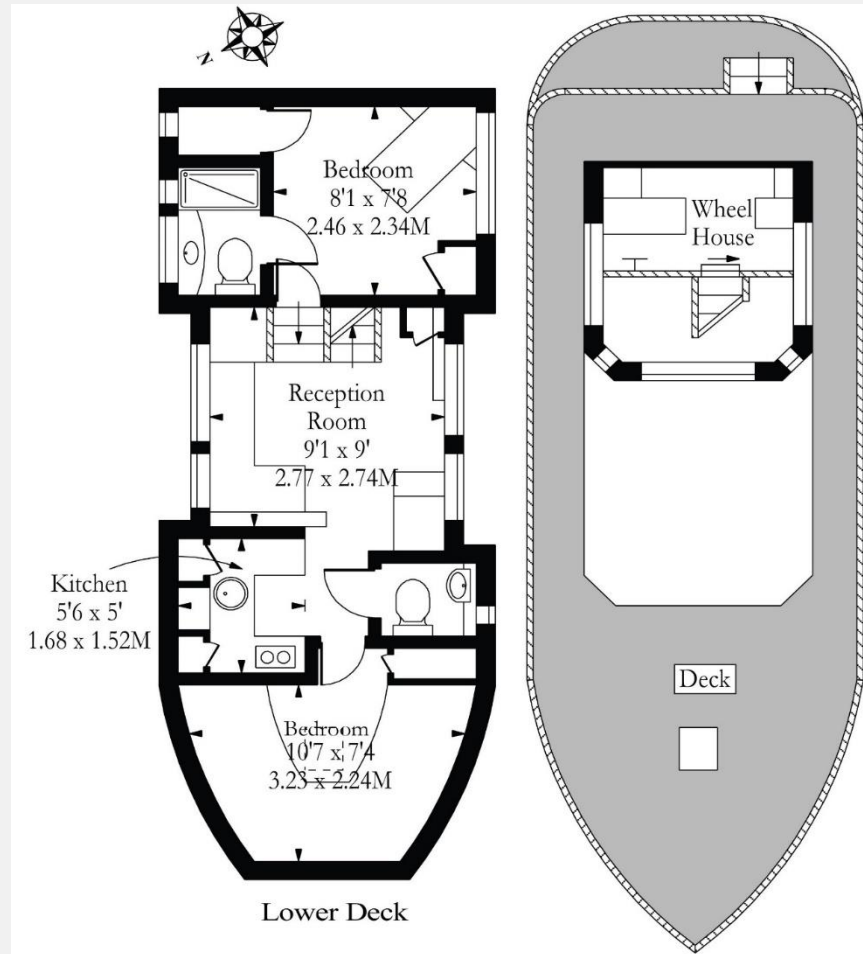 N
Bedroom
8'1 x 7'8
2.46 x 2.34M
Wheel
House
Reception
Room
9'1 x 9'
2.77 x 2.74M
Kitchen
5'6 x 5'
1.68 x 1.52M
Deck
Bedroom
10'7 x 7'4
3.23 x 2.24M
Lower Deck